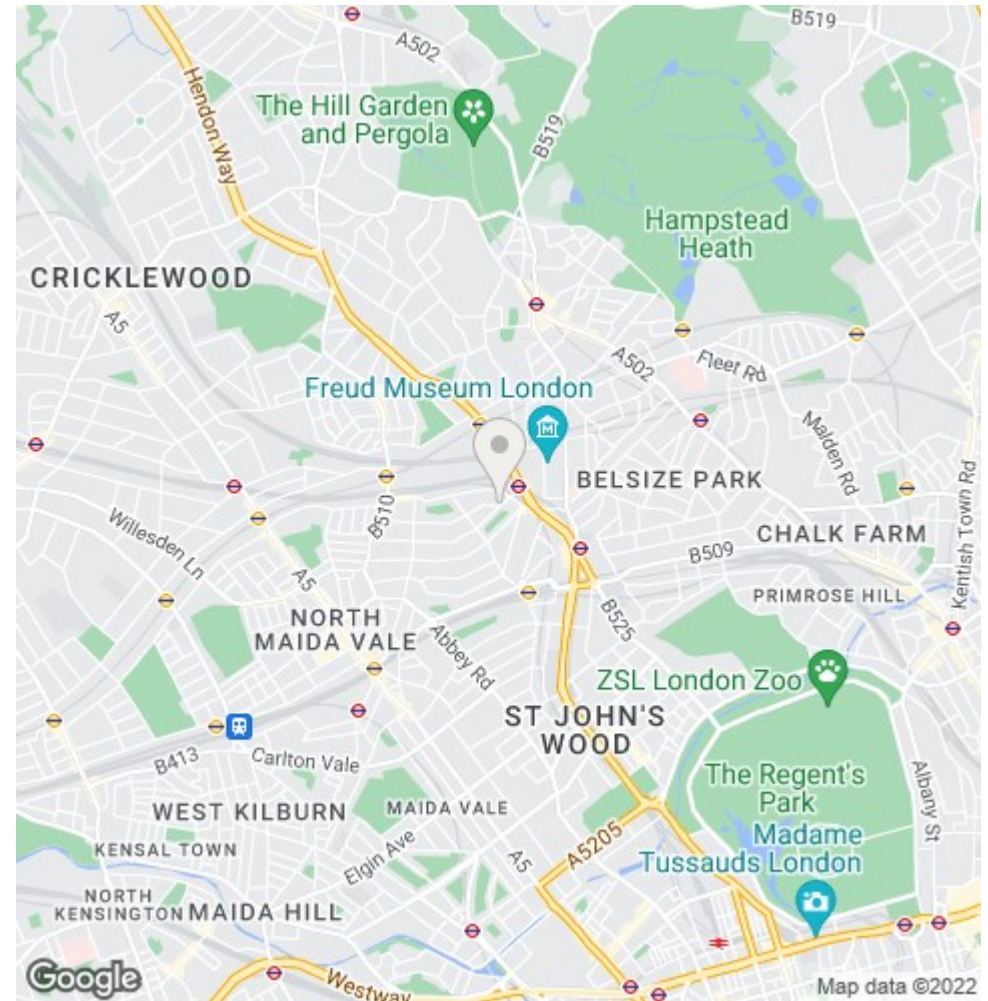 B519
A502
Hendon Way
The Hill Garden
and Pergola
B519
Hampstead
Heath
CRICKLEWOOD
A5
A502
Fleet Rd
Freud Museum London
Malden Rd
BELSIZE PARK
Kentish Town Rd
B510
Willesden Ln
CHALK FARM
B509
A5
PRIMROSE HILL
NORTH
MAIDA VALE
B525
Abbey Rd
ZSL London Zoo
ST JOHN'S
WOOD
B413
Carlton Vale
The Regent's
Park
Albany St
WEST KILBURN
MAIDA VALE
Madame
Tussauds London
A5205
KENSAL TOWN
Elgin Ave
A5
NORTH
KENSINGTON
MAIDA HILL
Westway
Google
Map data ©2022